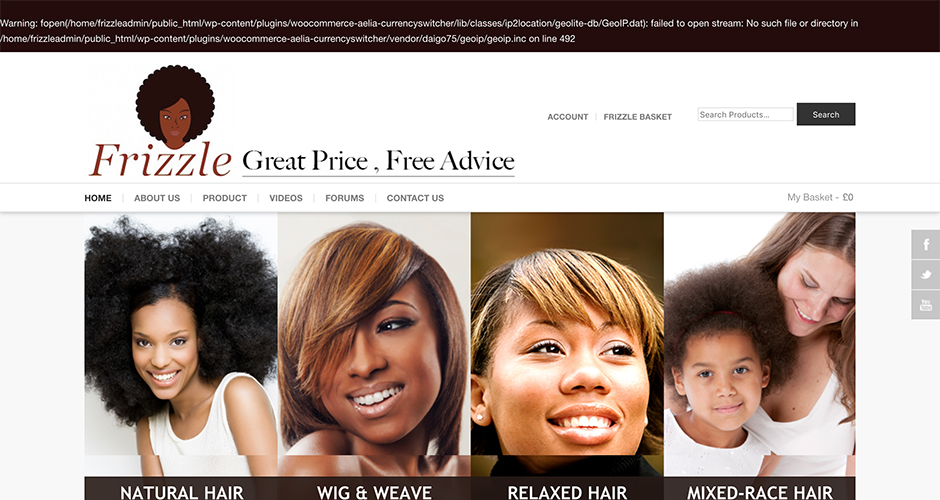 Warning: fopen(/home/frizzleadmin/public_html/wp-content/plugins/woocommerce-aelia-currencyswitcher/lib/classes/ip2location/geolite-db/GeoIP.dat): failed to open stream: No such file or directory in
/home/frizzleadmin/public_html/wp-content/plugins/woocommerce-aelia-currencyswitcher/vendor/daigo75/geoip/geoip.inc on line 492
ACCOUNT | FRIZZLE BASKET
Search Products...
Search
Frizzle
Great Price , Free Advice
HOME | ABOUT US | PRODUCT | VIDEOS | FORUMS | CONTACT US
My Basket - £0
You
Tube
NATURAL HAIR
WIG & WEAVE
RELAXED HAIR
MIXED-RACE HAIR